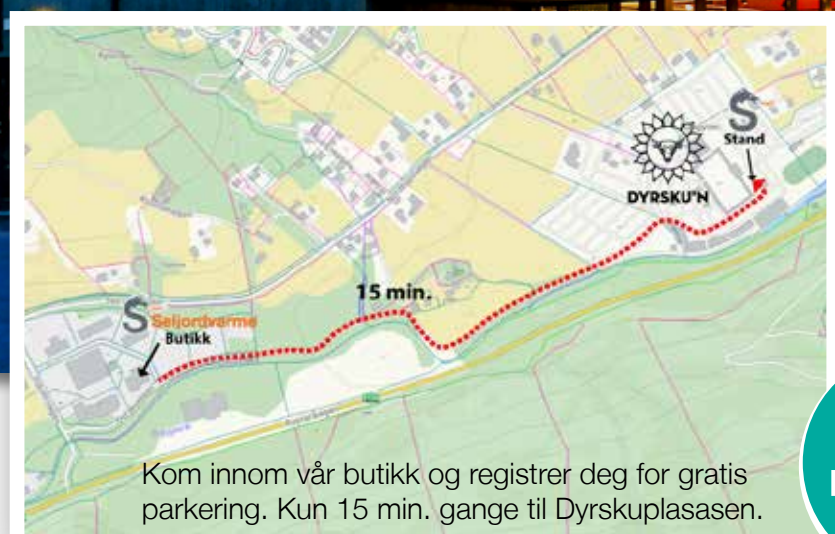 Stand
DYRSKU'N
15 min.
Seljordvarme
Butikk
Kom innom vår butikk og registrer deg for gratis
parkering. Kun 15 min. gange til Dyrskuplasasen.